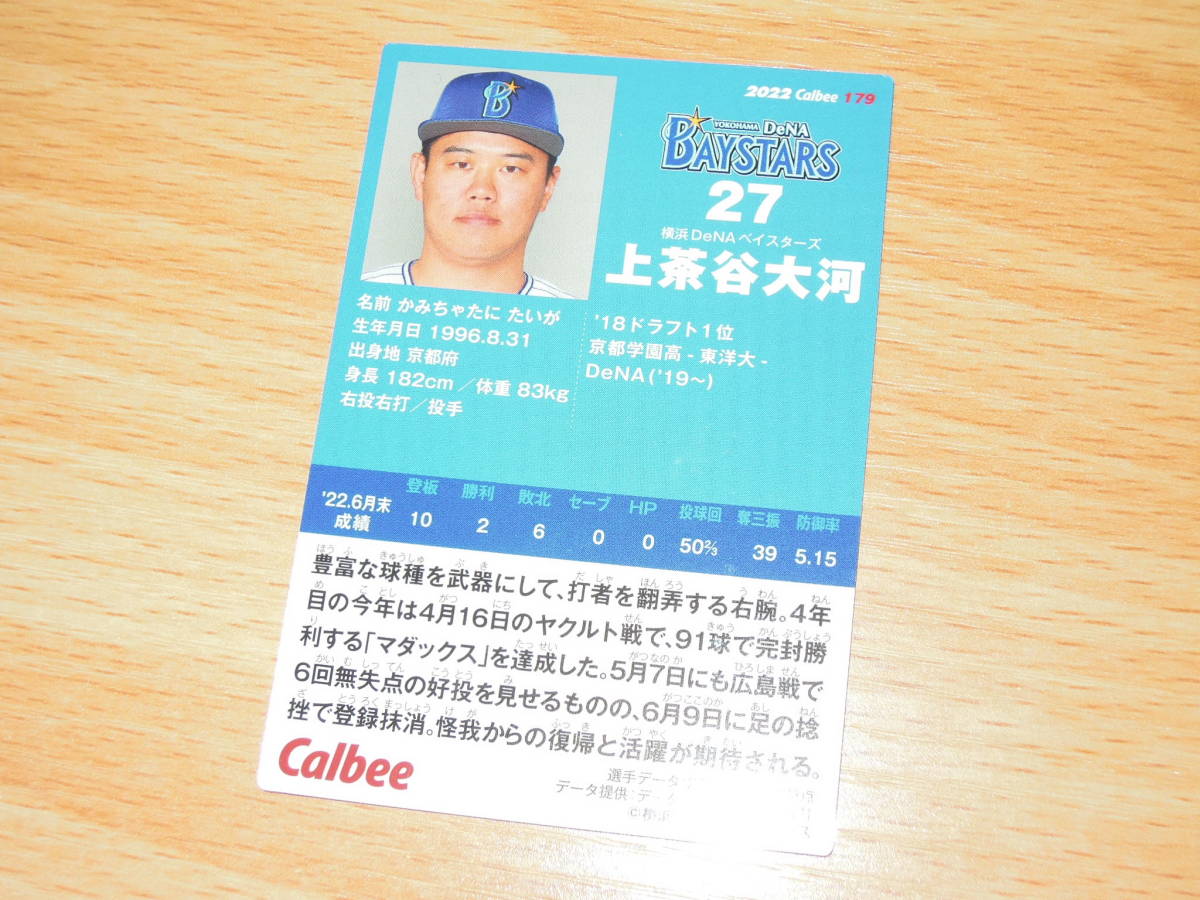 2022 Calbee 179
YOKOHAMA DeNA
BAYSTARS
27
横浜DeNAベイスターズ
上茶谷大河
名前 かみちゃたに たいが
生年月日 1996.8.31
出身地 京都府
身長 182cm/体重 83kg
右投右打/投手
'18ドラフト1位
京都学園高-東洋大-
DeNA('19〜)
'22.6月末成績
登板 勝利 敗北 セーブ HP 投球回 奪三振 防御率
10 2 6 0 0 50⅔ 39 5.15
豊富な球種を武器にして、打者を翻弄する右腕。4年
目の今年は4月16日のヤクルト戦で、91球で完封勝
利する「マダックス」を達成した。5月7日にも広島戦で
6回無失点の好投を見せるものの、6月9日に足の捻
挫で登録抹消。怪我からの復帰と活躍が期待される。
Calbee
選手データ
データ提供:デー